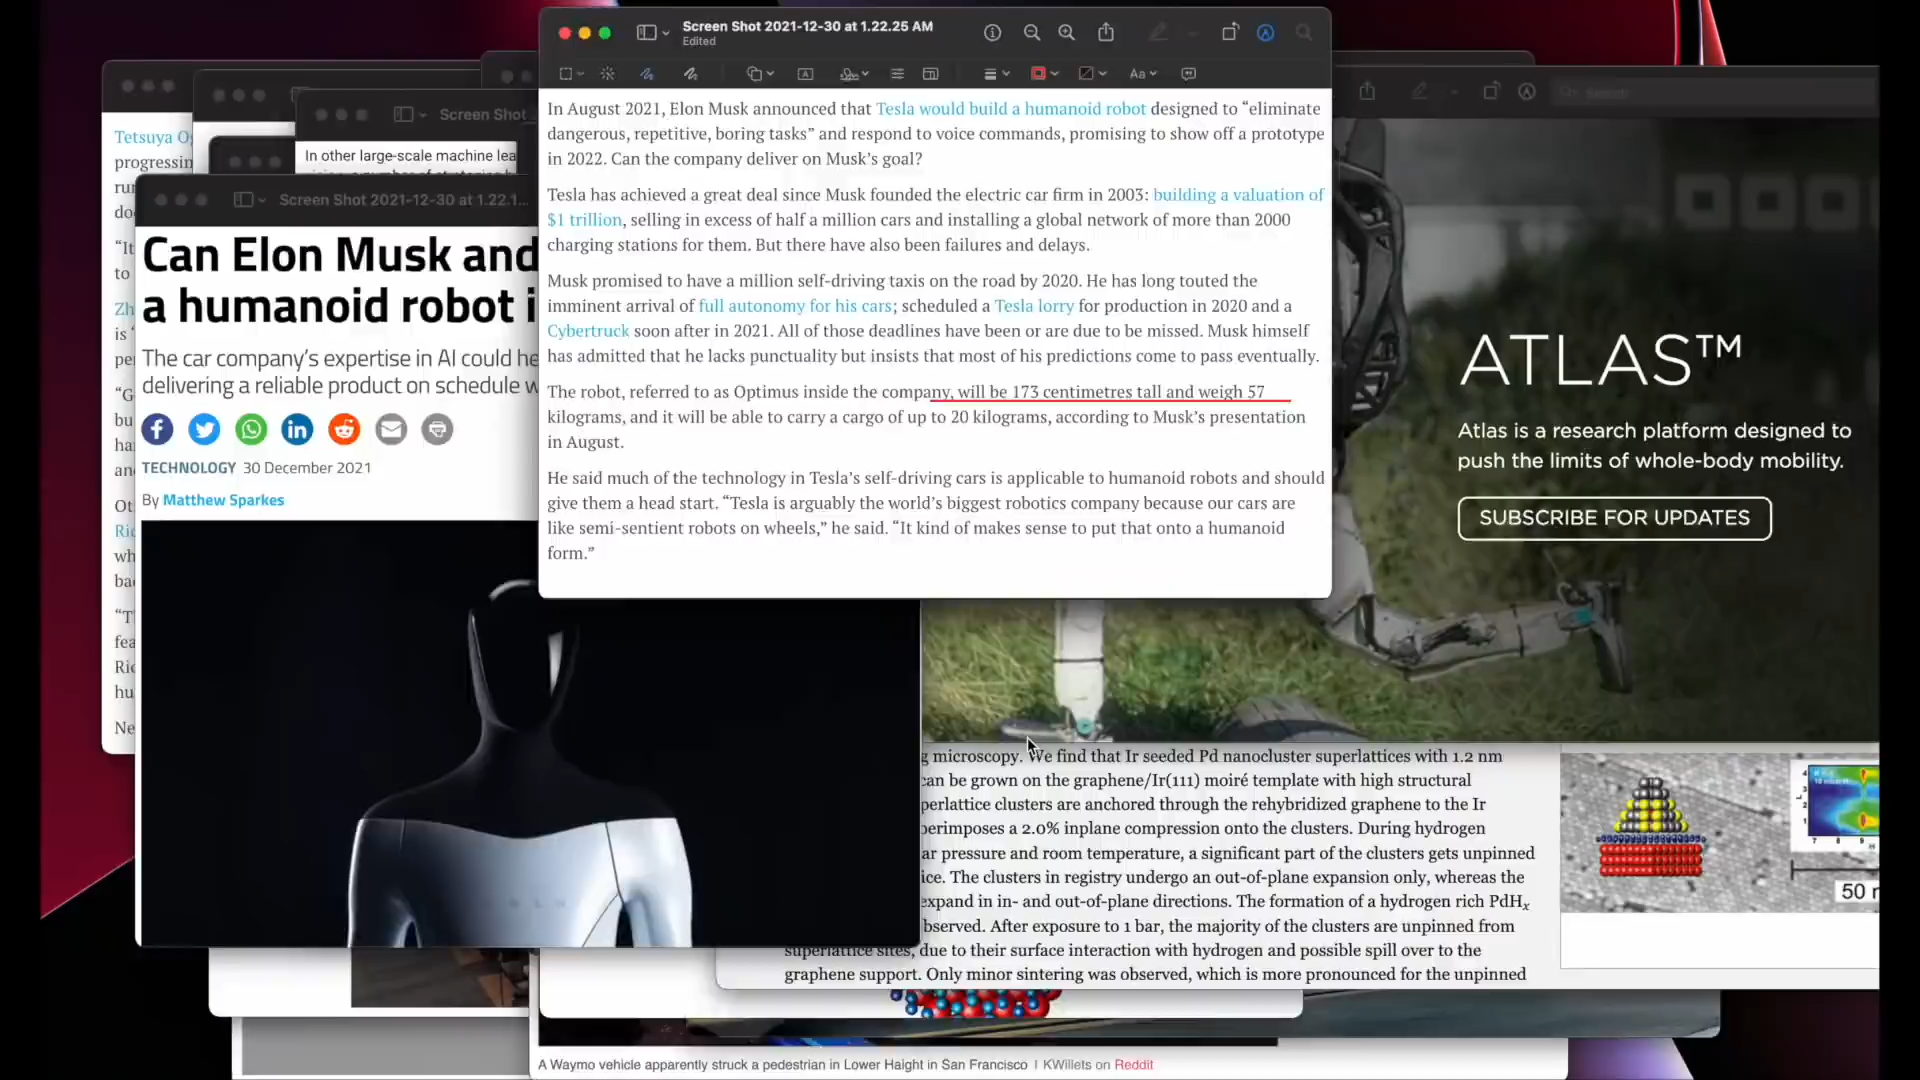 Screen Shot 2021-12-30 at 1.22.25 AM
Edited
In August 2021, Elon Musk announced that Tesla would build a humanoid robot designed to “eliminate
dangerous, repetitive, boring tasks” and respond to voice commands, promising to show off a prototype
in 2022. Can the company deliver on Musk’s goal?
Tesla has achieved a great deal since Musk founded the electric car firm in 2003: building a valuation of
$1 trillion, selling in excess of half a million cars and installing a global network of more than 2000
charging stations for them. But there have also been failures and delays.
Musk promised to have a million self-driving taxis on the road by 2020. He has long touted the
imminent arrival of full autonomy for his cars; scheduled a Tesla lorry for production in 2020 and a
Cybertruck soon after in 2021. All of those deadlines have been or are due to be missed. Musk himself
has admitted that he lacks punctuality but insists that most of his predictions come to pass eventually.
The robot, referred to as Optimus inside the company, will be 173 centimetres tall and weigh 57
kilograms, and it will be able to carry a cargo of up to 20 kilograms, according to Musk’s presentation
in August.
He said much of the technology in Tesla’s self-driving cars is applicable to humanoid robots and should
give them a head start. “Tesla is arguably the world’s biggest robotics company because our cars are
like semi-sentient robots on wheels,” he said. “It kind of makes sense to put that onto a humanoid
form.”
Screen Shot
In other large-scale machine lea
Tetsuya
progressin
run
“It
to
Zh
is
“G
bu
and
Ric
wh
“T
fea
Ric
hu
Ne
Screen Shot 2021-12-30 at 1.22.1...
Can Elon Musk and
a humanoid robot i
The car company’s expertise in AI could he
delivering a reliable product on schedule w
TECHNOLOGY 30 December 2021
By Matthew Sparkes
Search
ATLAS™
Atlas is a research platform designed to
push the limits of whole-body mobility.
SUBSCRIBE FOR UPDATES
g microscopy. We find that Ir seeded Pd nanocluster superlattices with 1.2 nm
can be grown on the graphene/Ir(111) moiré template with high structural
perlattice clusters are anchored through the rehybridized graphene to the Ir
perimposes a 2.0% inplane compression onto the clusters. During hydrogen
ar pressure and room temperature, a significant part of the clusters gets unpinned
ice. The clusters in registry undergo an out-of-plane expansion only, whereas the
expand in in- and out-of-plane directions. The formation of a hydrogen rich PdHx
bserved. After exposure to 1 bar, the majority of the clusters are unpinned from
superlattice sites, due to their surface interaction with hydrogen and possible spill over to the
graphene support. Only minor sintering was observed, which is more pronounced for the unpinned
50 n
A Waymo vehicle apparently struck a pedestrian in Lower Haight in San Francisco | KWillets on Reddit